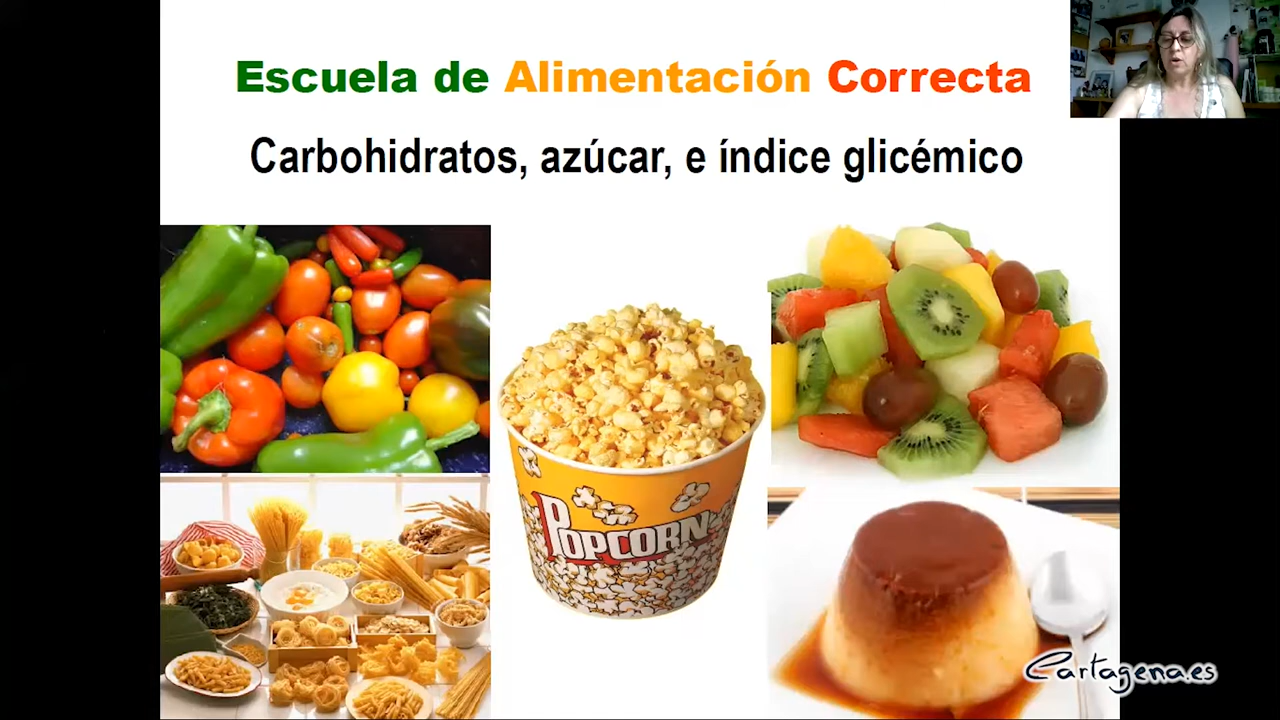 Escuela de Alimentación Correcta
Carbohidratos, azúcar, e índice glicémico
POPCORN
Cartagena.es